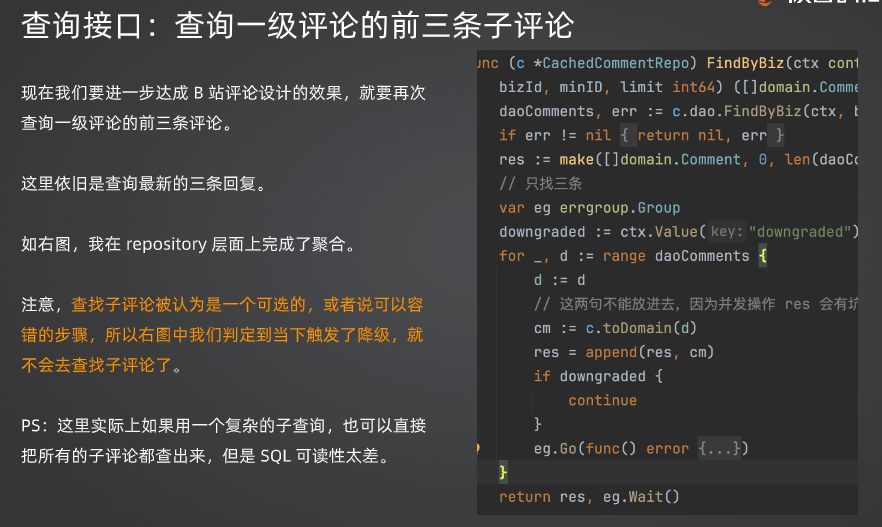 查询接口：查询一级评论的前三条子评论
现在我们要进一步达成 B 站评论设计的效果，就要再次
查询一级评论的前三条评论。
这里依旧是查询最新的三条回复。
如右图，我在 repository 层面上完成了聚合。
注意，查找子评论被认为是一个可选的，或者说可以容
错的步骤，所以右图中我们判定到当下触发了降级，就
不会去查找子评论了。
PS：这里实际上如果用一个复杂的子查询，也可以直接
把所有的子评论都查出来，但是 SQL 可读性太差。
unc (c *CachedCommentRepo) FindByBiz(ctx cont
bizId, minID, limit int64) ([]domain.Comme
daoComments, err := c.dao.FindByBiz(ctx, b
if err != nil { return nil, err }
res := make([]domain.Comment, 0, len(daoCo
// 只找三条
var eg errgroup.Group
downgraded := ctx.Value( key: "downgraded")
for _, d := range daoComments {
d := d
// 这两句不能放进去，因为并发操作 res 会有坑
cm := c.toDomain(d)
res = append(res, cm)
if downgraded {
continue
}
eg.Go(func() error {...})
}
return res, eg.Wait()